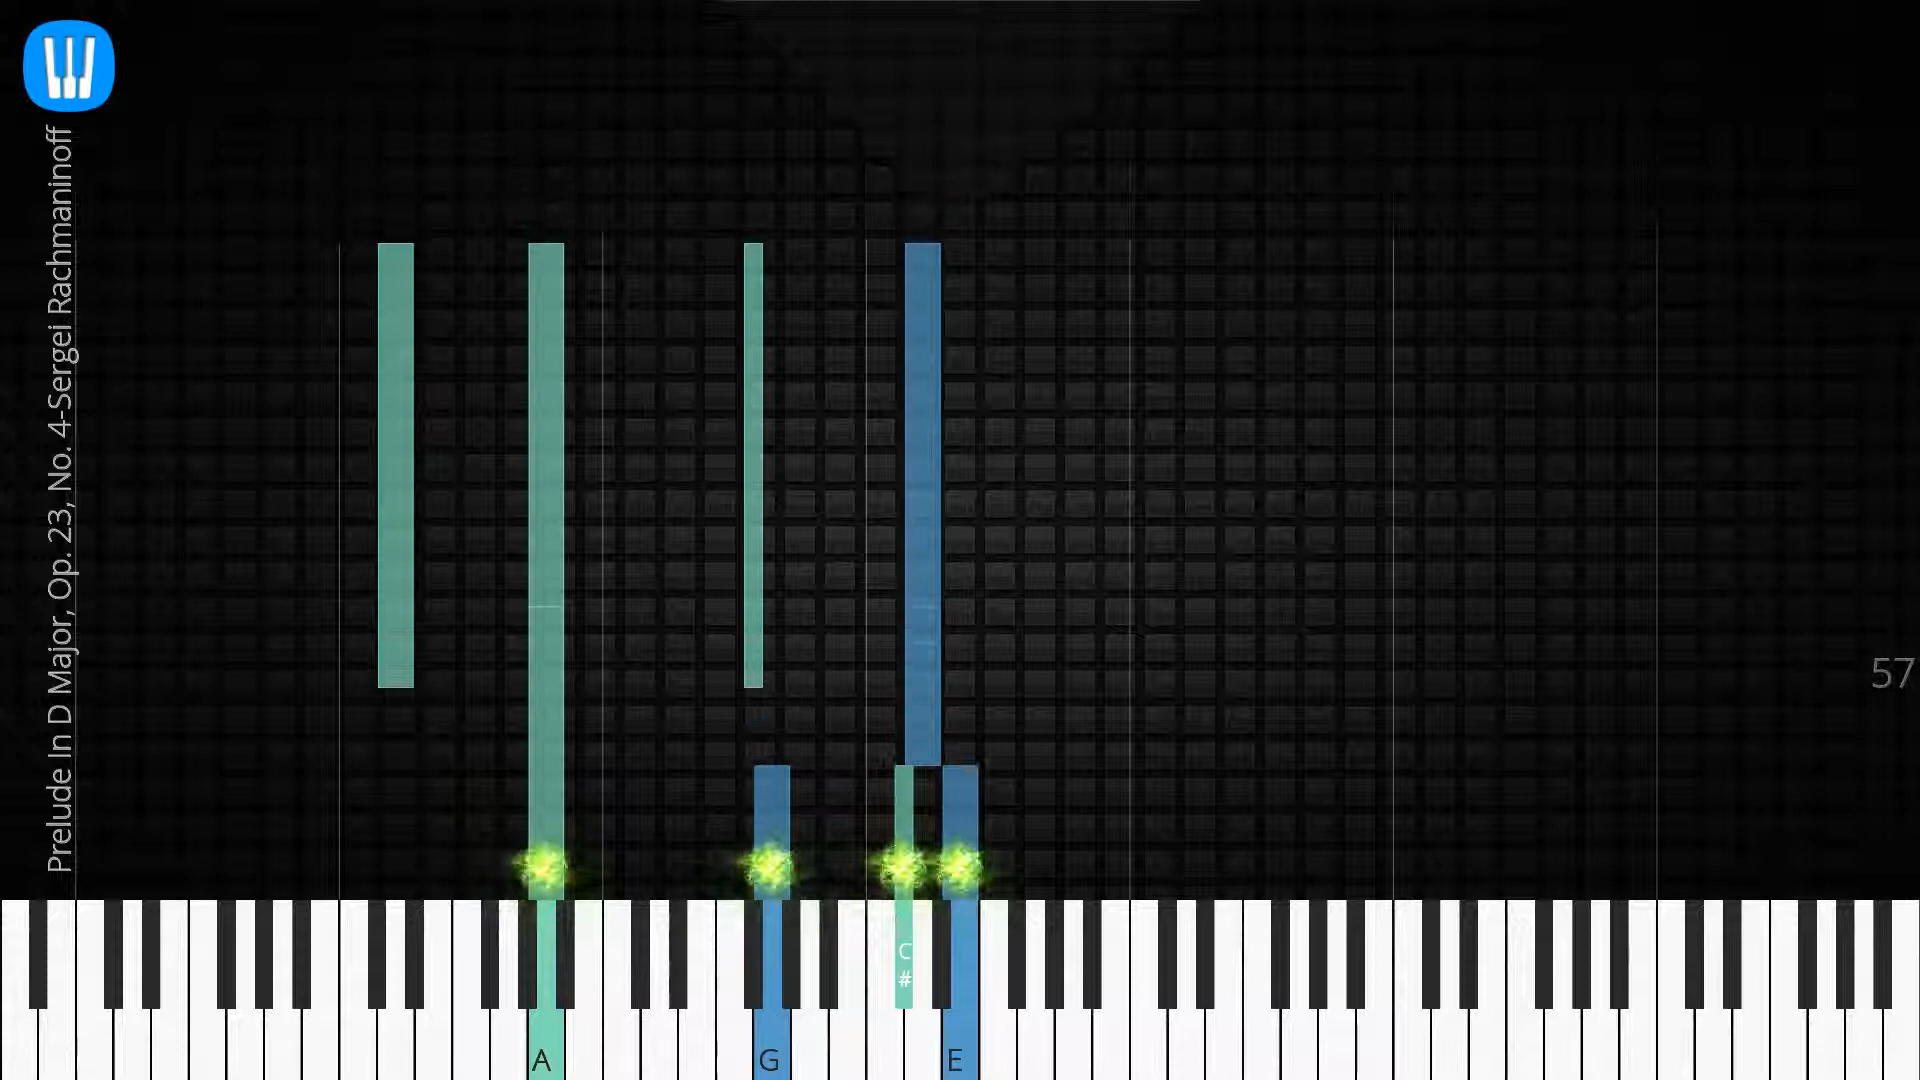 Prelude In D Major, Op. 23, No. 4-Sergei Rachmaninoff
57
C
#
A
G
E